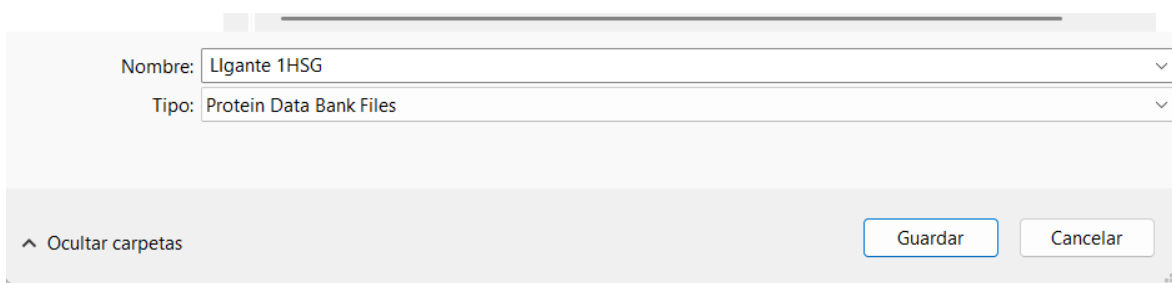 Nombre: LIgante 1HSG
Tipo: Protein Data Bank Files
Ocultar carpetas
Guardar
Cancelar